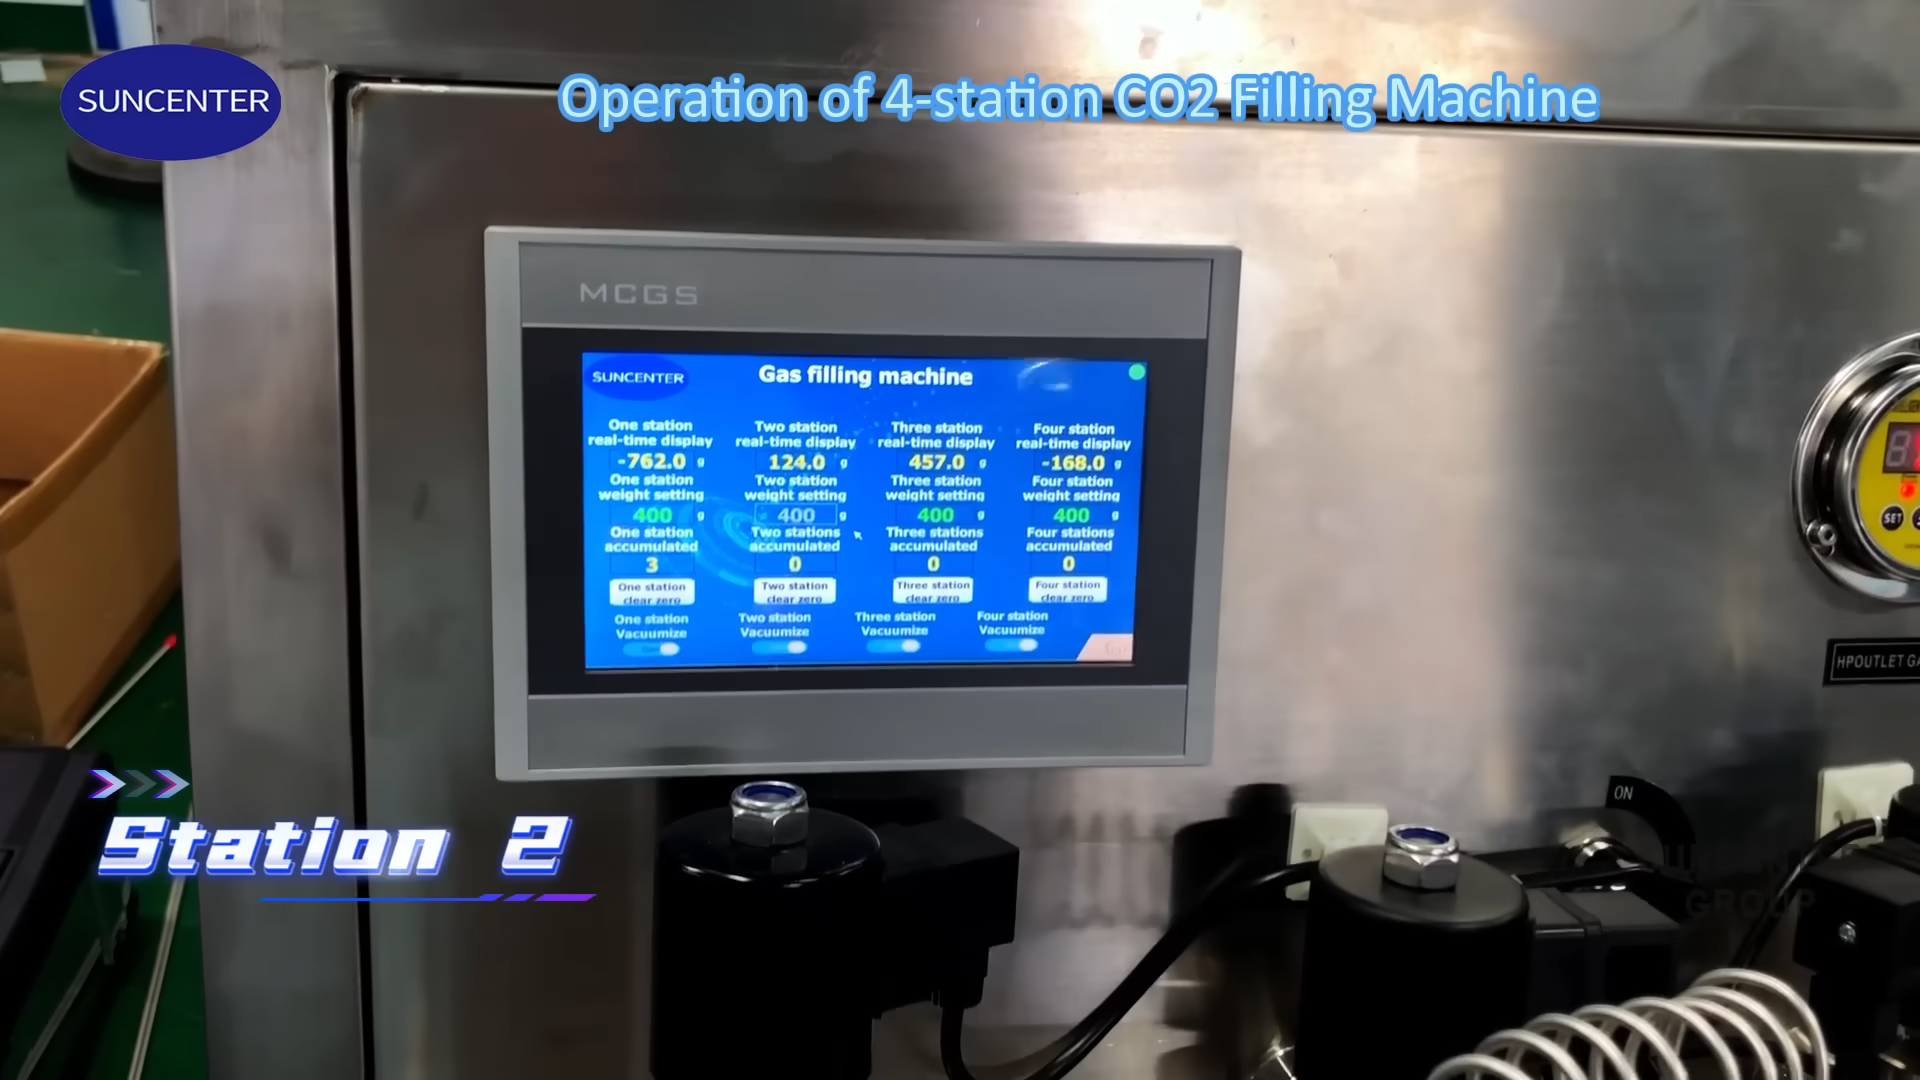 SUNCENTER
Operation of 4-station CO2 Filling Machine
MCGS
SUNCENTER
Gas filling machine
One station real-time display
Two station real-time display
Three station real-time display
Four station real-time display
-762.0 g
124.0 g
457.0 g
-168.0 g
One station weight setting
Two station weight setting
Three station weight setting
Four station weight setting
400 g
400 g
400 g
400 g
One station accumulated
Two stations accumulated
Three stations accumulated
Four stations accumulated
3
0
0
0
One station clear zero
Two station clear zero
Three station clear zero
Four station clear zero
One station Vacuumize
Two station Vacuumize
Three station Vacuumize
Four station Vacuumize
SET
HPOUTLET
ON
GROUP
Station 2